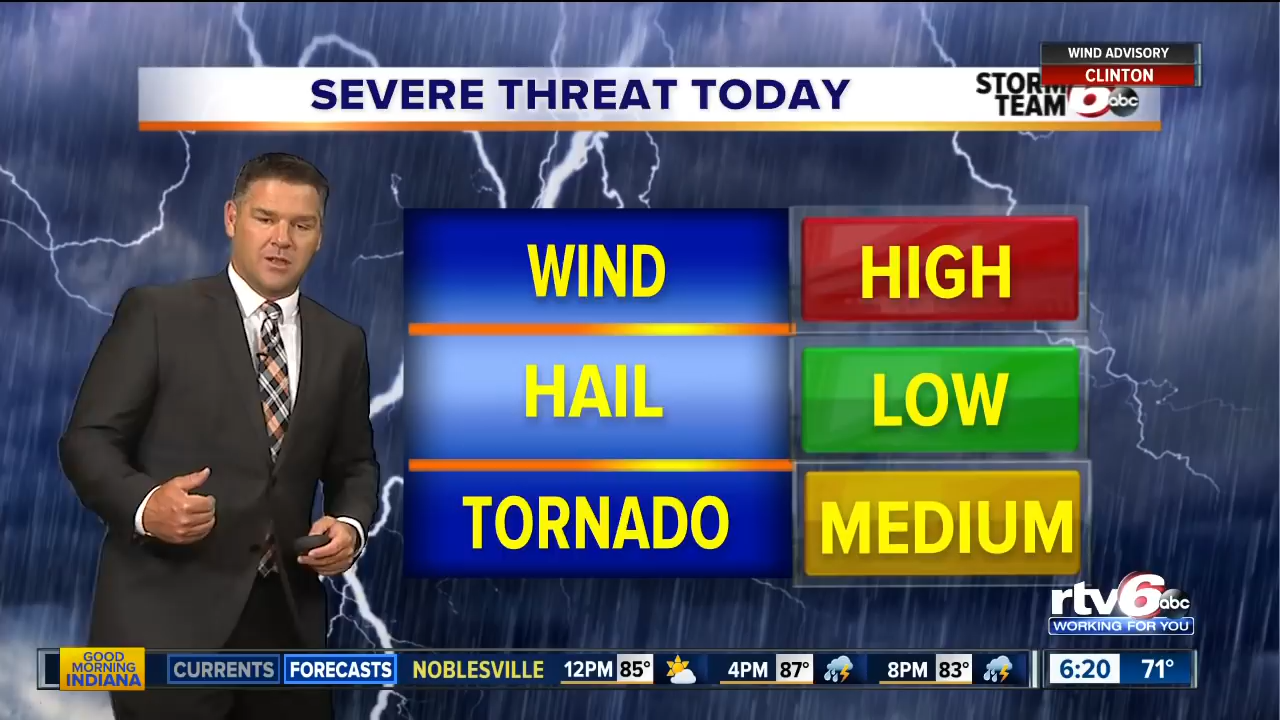 WIND ADVISORY
CLINTON
SEVERE THREAT TODAY
STORM
TEAM 6 abc
WIND HIGH
HAIL LOW
TORNADO MEDIUM
rtv6 abc
WORKING FOR YOU
GOOD
MORNING
INDIANA
CURRENTS FORECASTS NOBLESVILLE 12PM 85° 4PM 87° 8PM 83° 6:20 71°